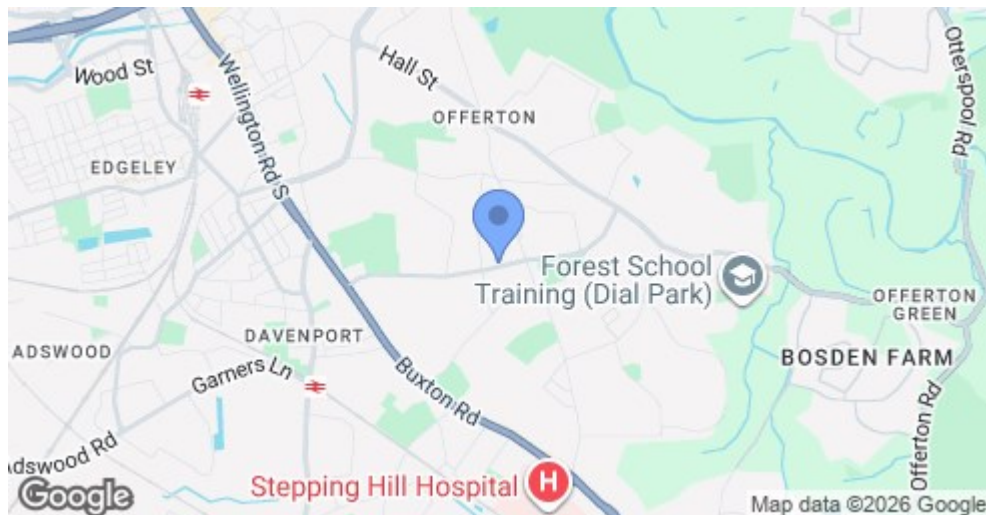 Wood St
Hall St
Otterspool Rd
Wellington Rd S
OFFERTON
EDGELEY
Forest School
Training (Dial Park)
OFFERTON
GREEN
DAVENPORT
ADSWOOD
Garners Ln
BOSDEN FARM
Buxton Rd
Adswood Rd
Offerton Rd
Stepping Hill Hospital
H
Google
Map data ©2026 Google